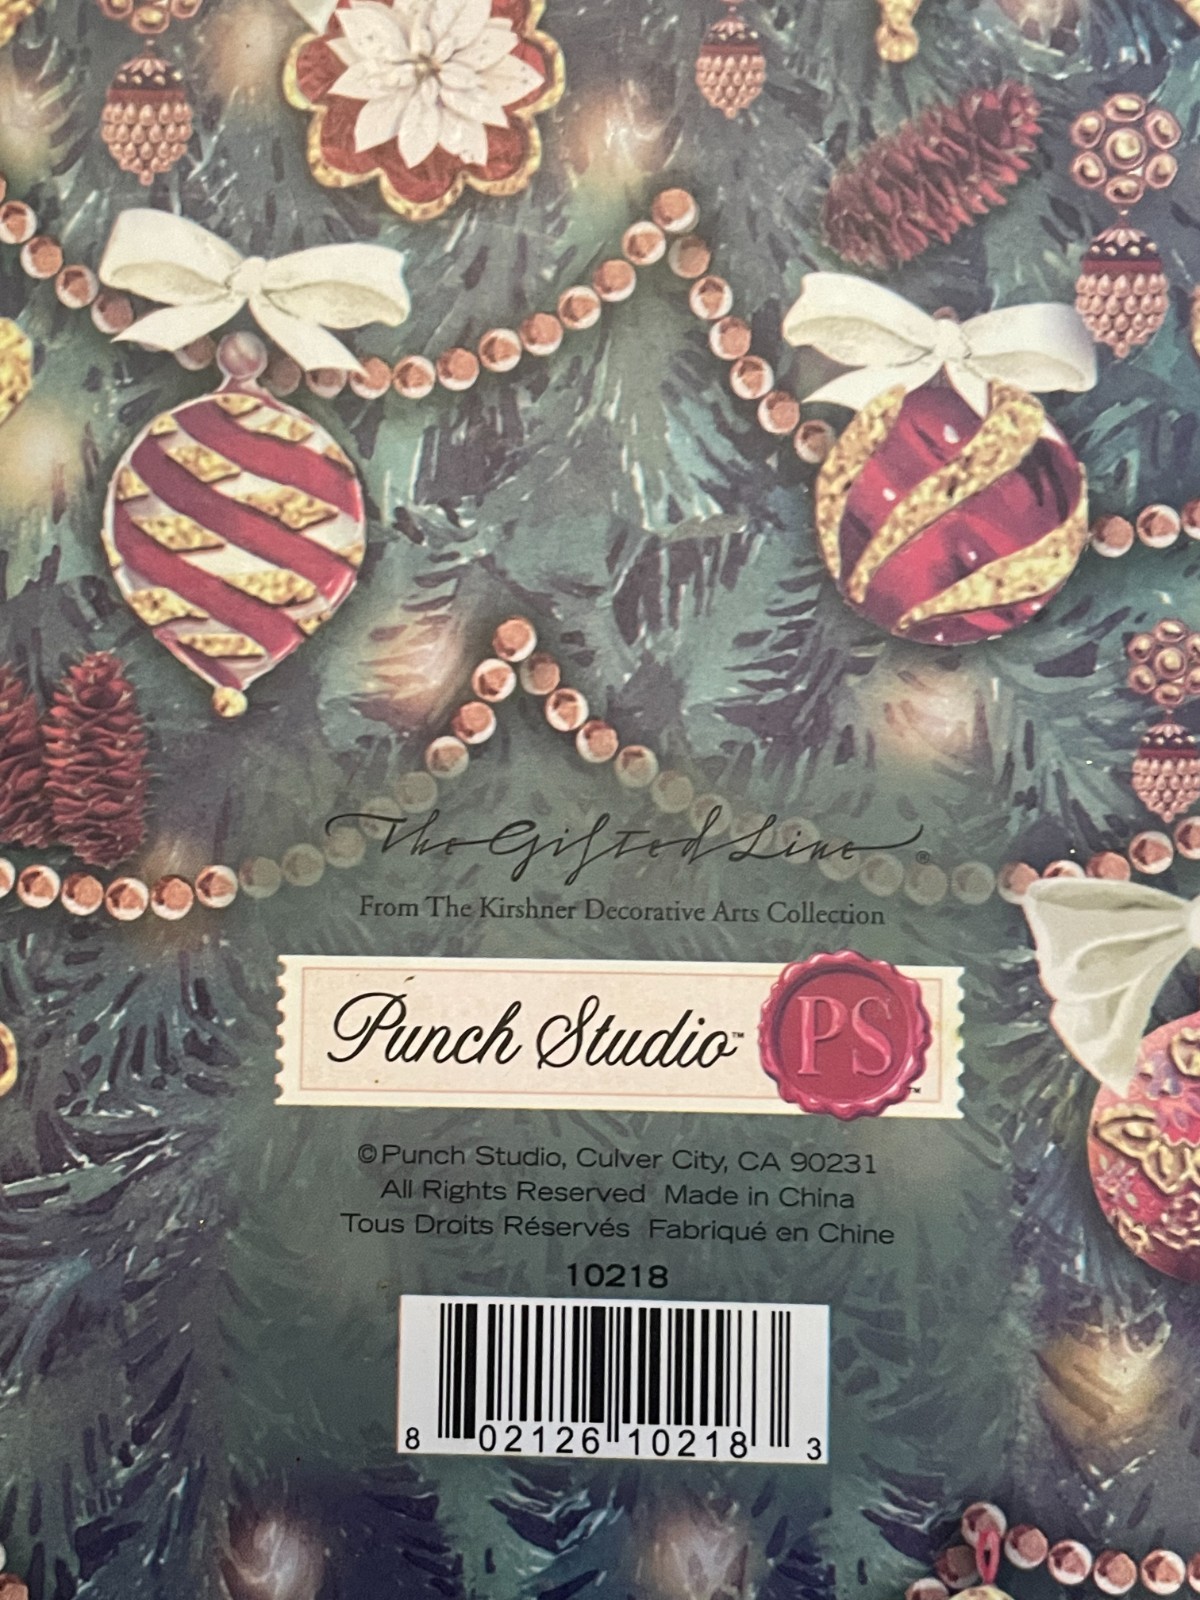 The Gifted Line®
From The Kirshner Decorative Arts Collection
Punch Studio™ PS™
©Punch Studio, Culver City, CA 90231
All Rights Reserved Made in China
Tous Droits Réservés Fabriqué en Chine
10218
8 02126 10218 3